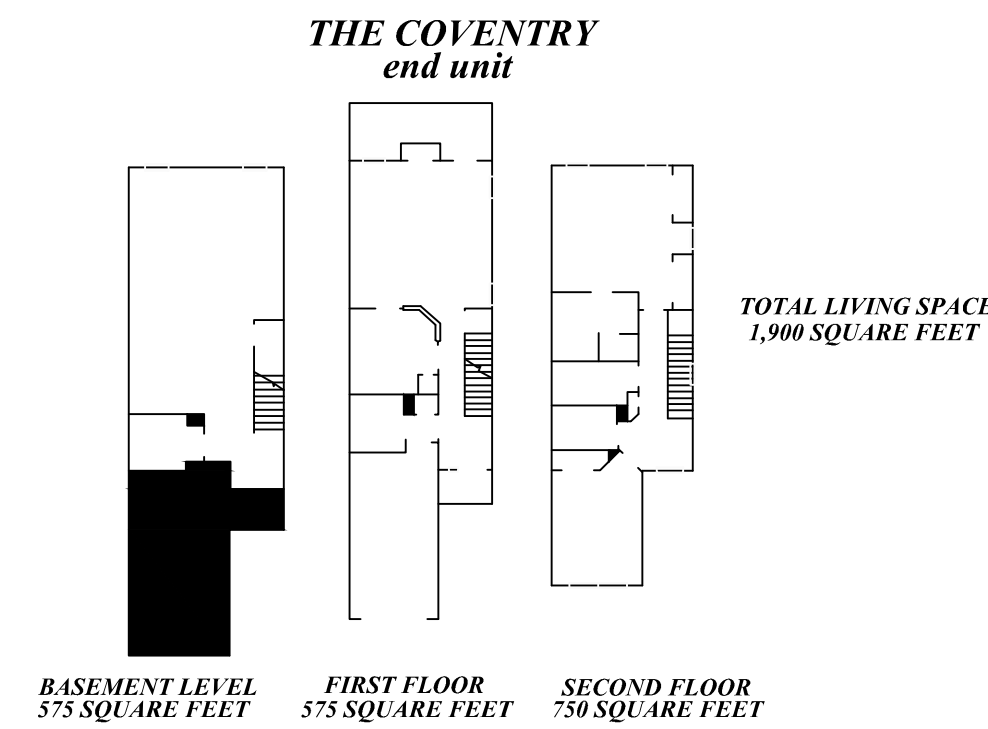 THE COVENTRY
end unit
TOTAL LIVING SPACE
1,900 SQUARE FEET
BASEMENT LEVEL
575 SQUARE FEET
FIRST FLOOR
575 SQUARE FEET
SECOND FLOOR
750 SQUARE FEET